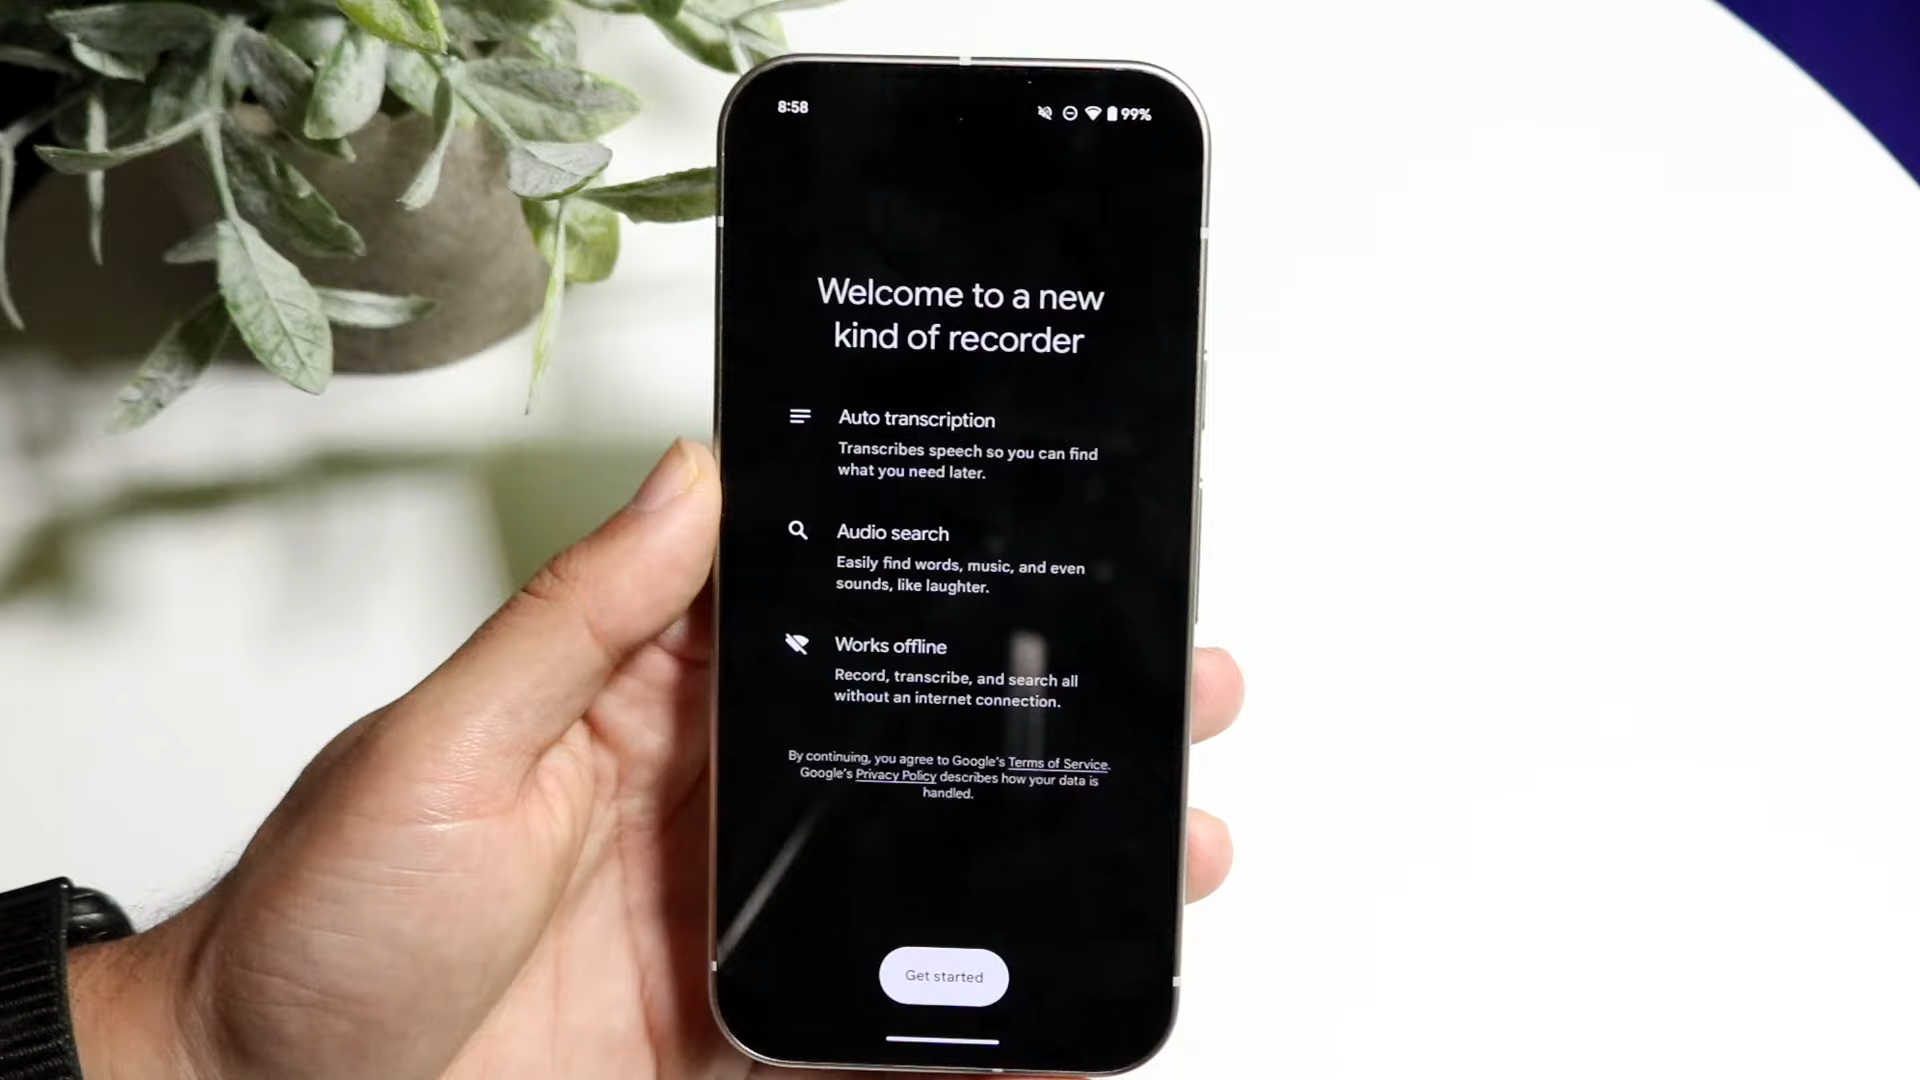 8:58
99%
Welcome to a new
kind of recorder
Auto transcription
Transcribes speech so you can find
what you need later.
Audio search
Easily find words, music, and even
sounds, like laughter.
Works offline
Record, transcribe, and search all
without an internet connection.
By continuing, you agree to Google's Terms of Service.
Google's Privacy Policy describes how your data is
handled.
Get started